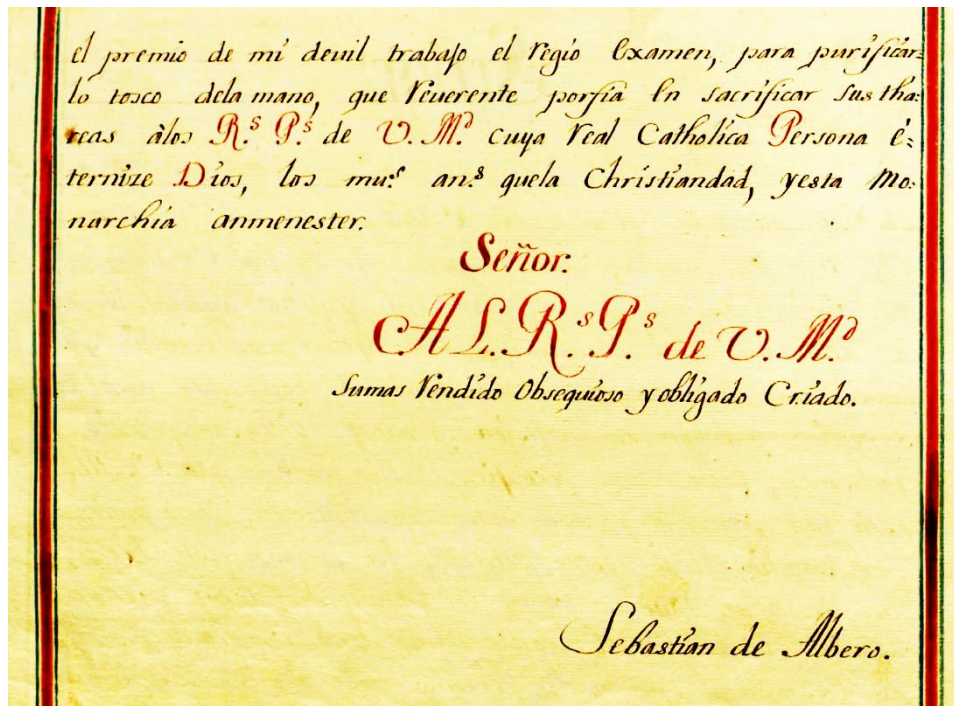 el premio de mi devil trabajo el regio Examen, para purificar=
lo tosco dela mano, que reverente porfia en sacrificar sus tha=
reas àlos R.s P.s de V. M.d cuya real Catholica Persona é=
ternize Dios, los mu.s an.s quela Christiandad, yesta Mo=
narchia anmenester.
Señor.
A L. R.s P.s de V. M.d
Sumas rendido Obsequioso y obligado Criado.
Sebastian de Albero.